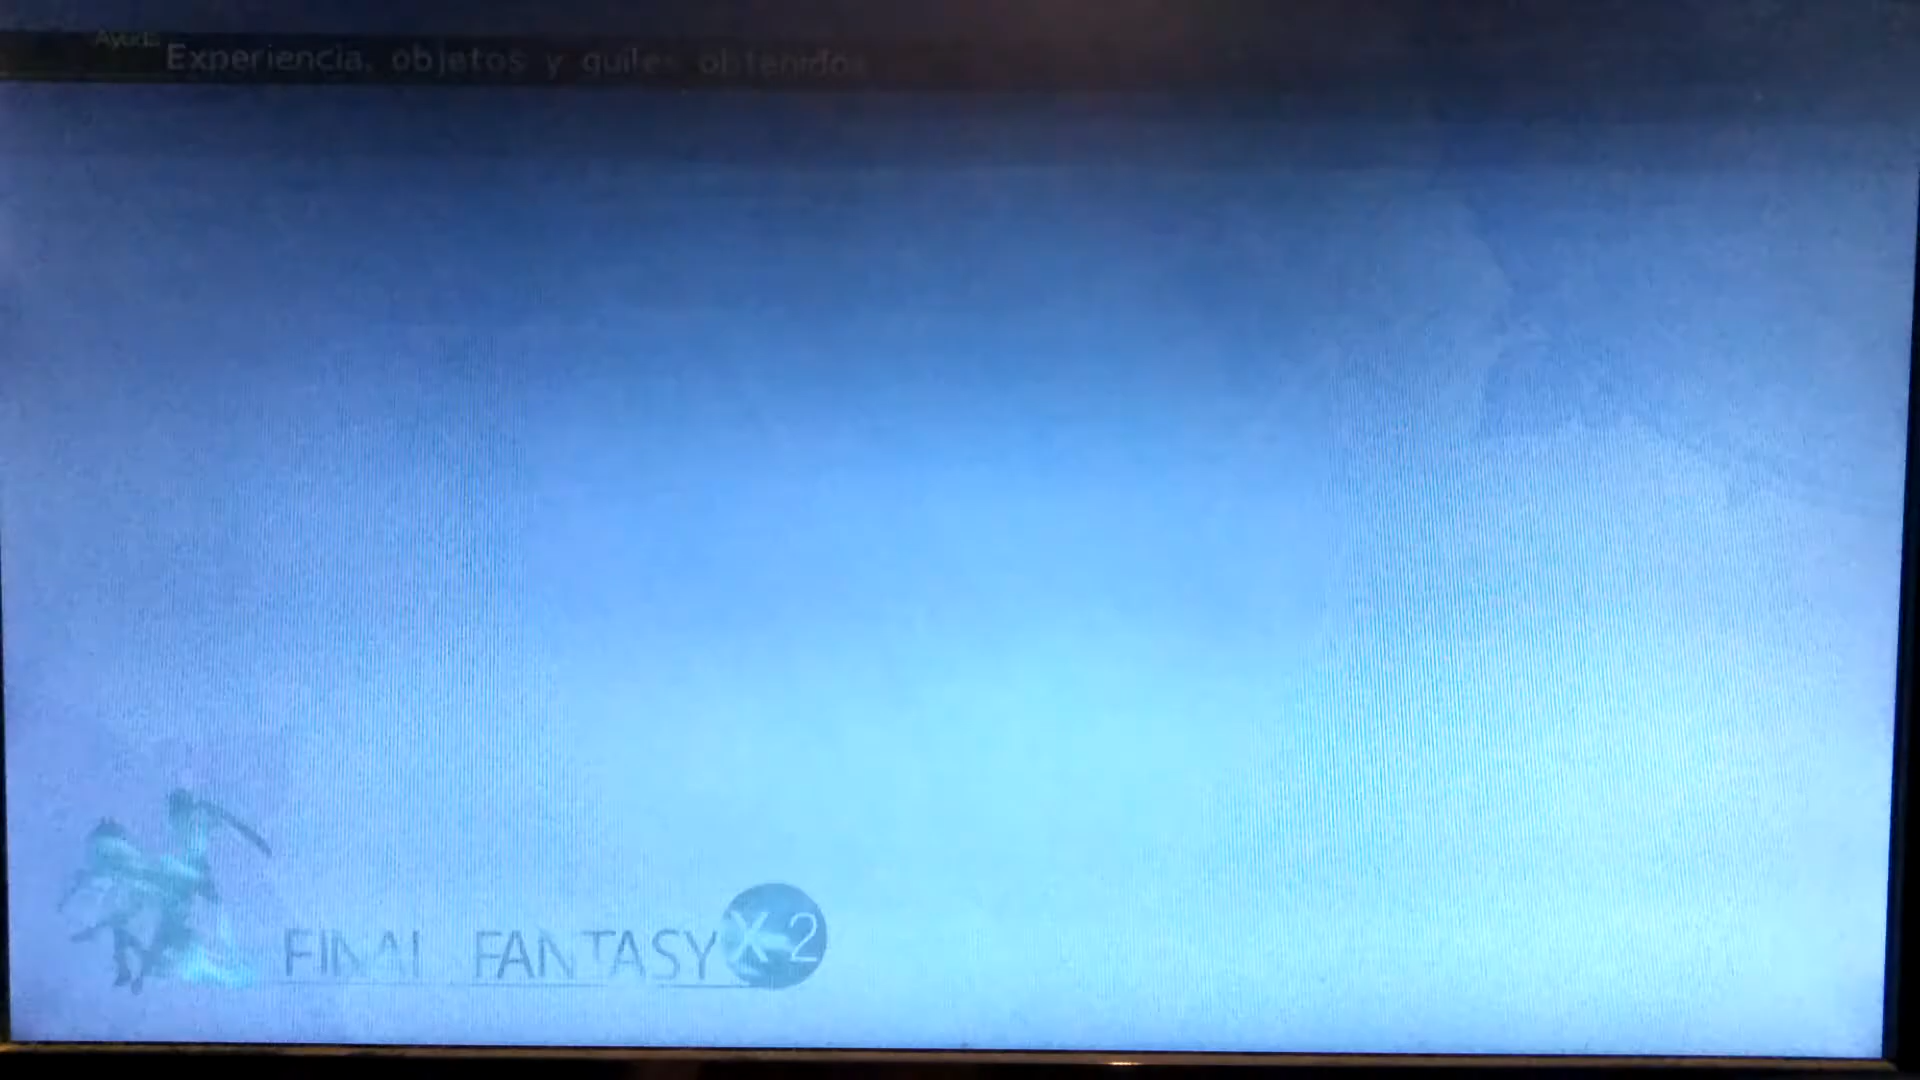 Ayuda
Experiencia, objetos y guiles obtenidos
FINAL FANTASY X-2